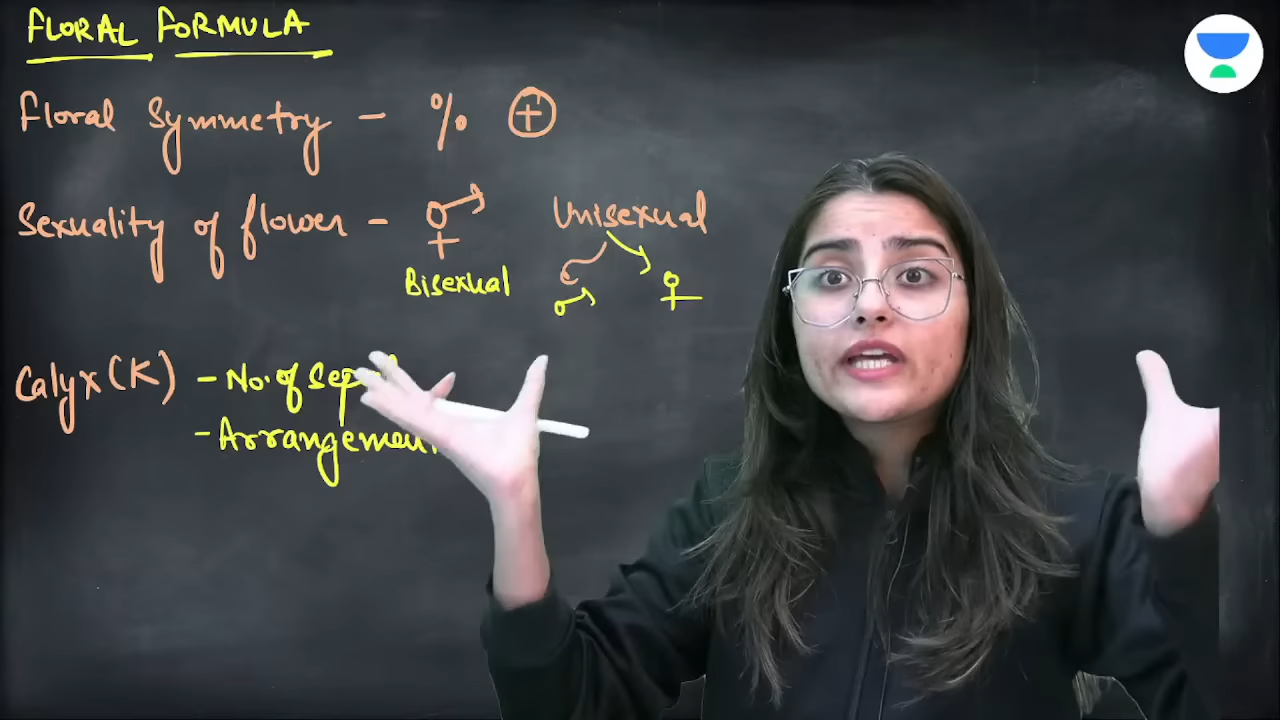 FLORAL FORMULA
Floral Symmetry - % ⊕
Sexuality of flower - ⚥ Unisexual
Bisexual ♂ ♀
Calyx (K) - No. of
- Arrangement